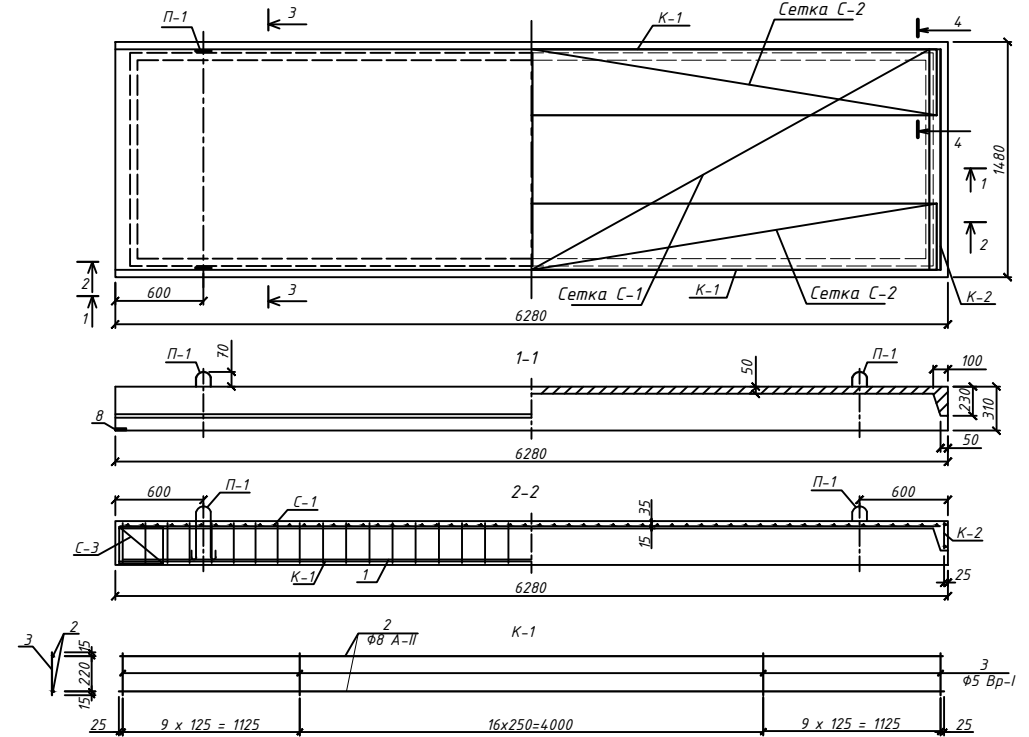 П-1
3
К-1
Сетка С-2
4
4
1480
1
2
2
1
600
3
Сетка С-1
К-1
Сетка С-2
К-2
6280
П-1
70
1-1
50
П-1
100
8
230
310
50
6280
600
П-1
2-2
С-1
35
15
П-1
600
С-3
К-2
К-1
1
25
6280
3
2
15
220
15
2
Ф8 А-II
К-1
3
Ф5 Вр-I
25
9 х 125 = 1125
16х250=4000
9 х 125 = 1125
25